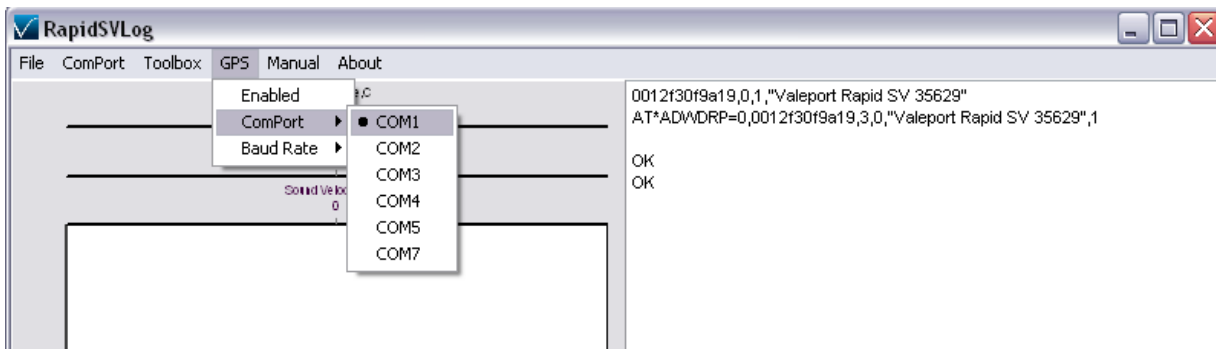 RapidSVLog
File ComPort Toolbox GPS Manual About
Enabled
ComPort
Baud Rate
COM1
COM2
COM3
COM4
COM5
COM7
Sound Veloc
0
0012f30f9a19,0,1,"Valeport Rapid SV 35629"
AT*ADWDRP=0,0012f30f9a19,3,0,"Valeport Rapid SV 35629",1
OK
OK